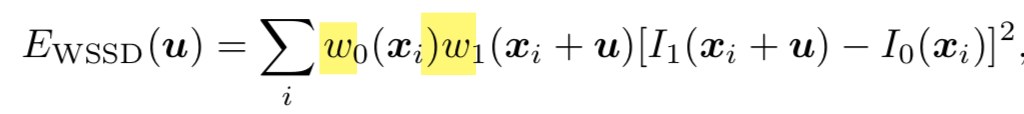 E_WSSD(u) = ∑_i w_0(x_i)w_1(x_i + u)[I_1(x_i + u) − I_0(x_i)]^2,